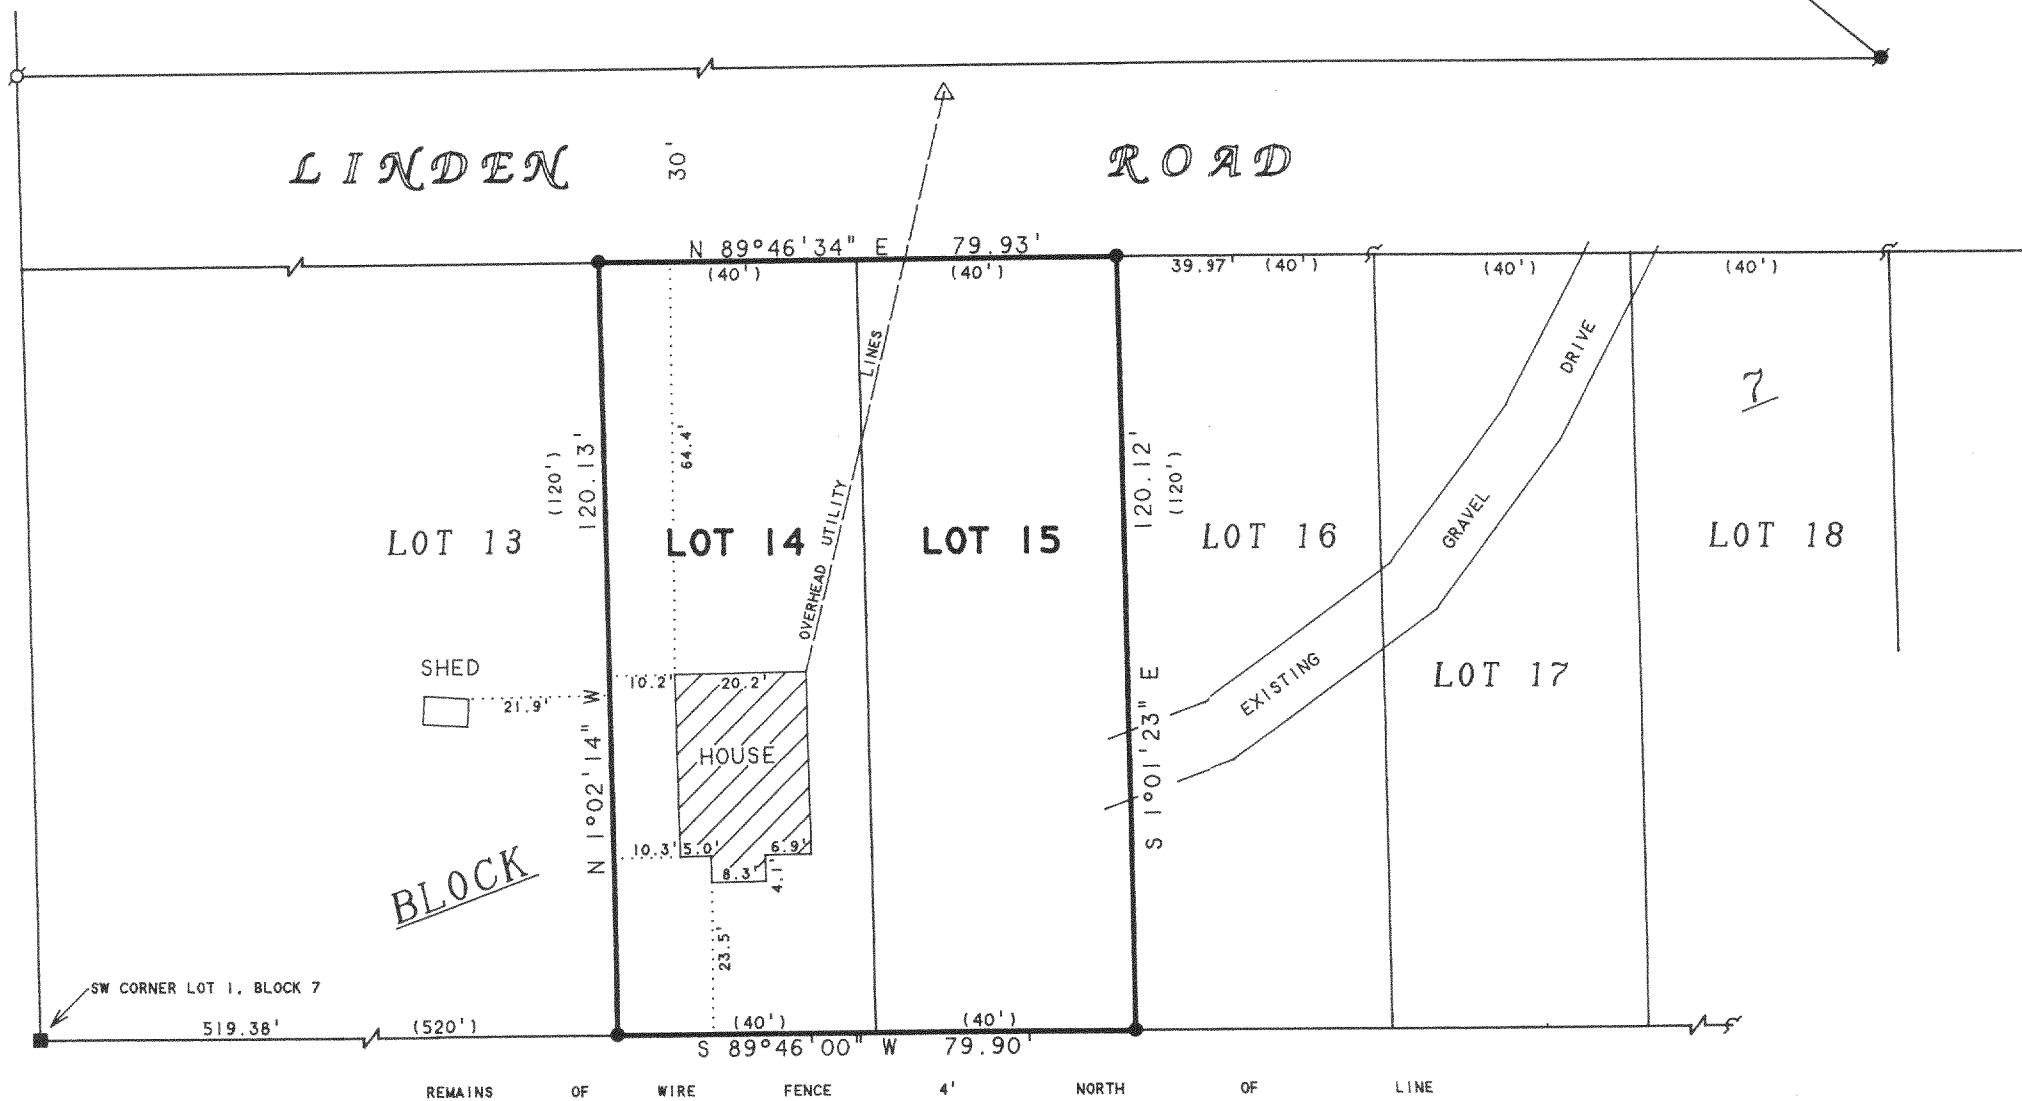 LINDEN ROAD
30'
N 89°46'34" E 79.93'
(40') (40') 39.97' (40') (40') (40')
LINES
DRIVE
7
64.4'
(120') 120.13'
120.12' (120')
OVERHEAD UTILITY
GRAVEL
LOT 13 LOT 14 LOT 15 LOT 16 LOT 18
SHED
LOT 17
EXISTING
10.2' 20.2'
21.9'
N 1°02'14" W
S 1°01'23" E
HOUSE
10.3' 5.0' 6.9'
8.3' 4.1'
BLOCK
23.5'
SW CORNER LOT 1, BLOCK 7
519.38' (520') (40') (40')
S 89°46'00" W 79.90'
REMAINS OF WIRE FENCE 4' NORTH OF LINE